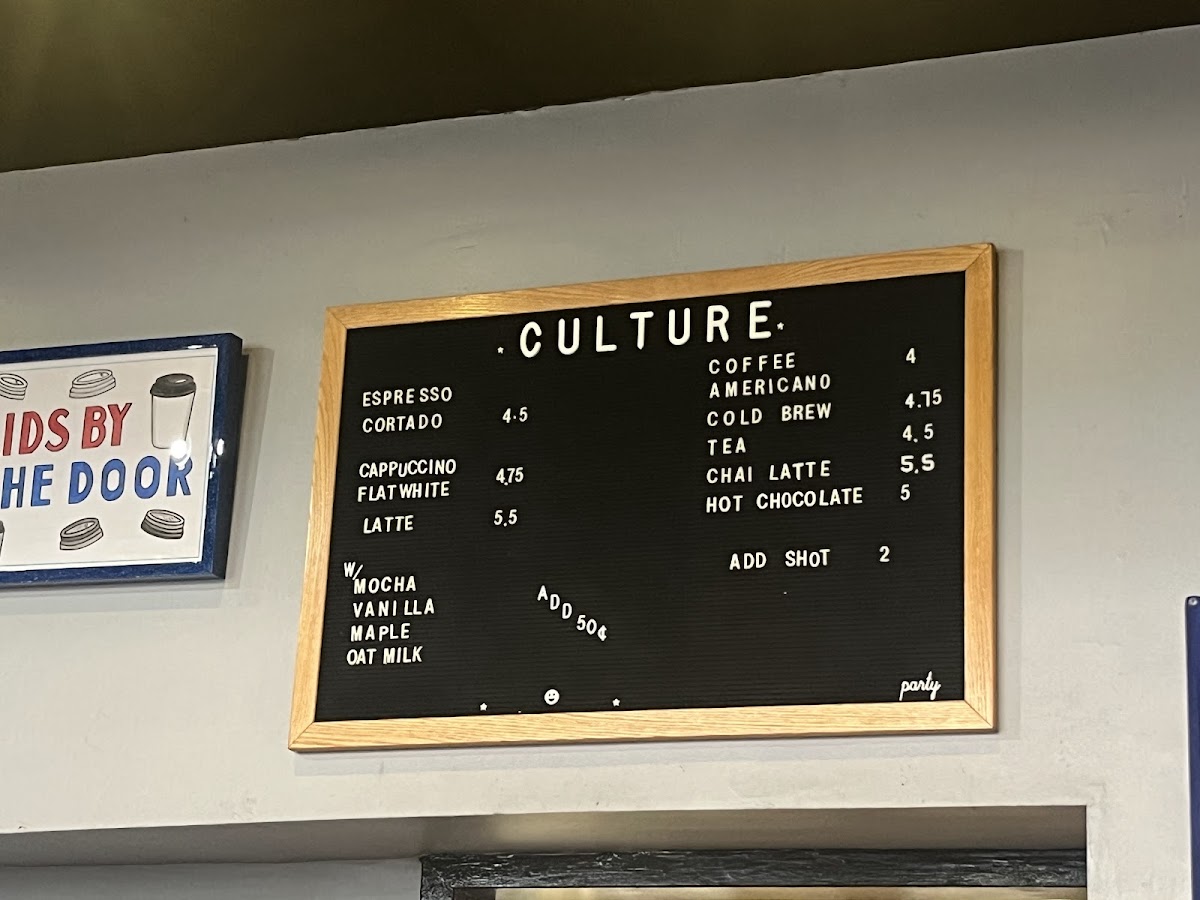 IDS BY
HE DOOR
CULTURE
ESPRESSO
CORTADO 4.5
CAPPUCCINO
FLAT WHITE 4.75
LATTE 5.5
W/
MOCHA
VANILLA
MAPLE
OAT MILK
ADD 50¢
COFFEE 4
AMERICANO
COLD BREW 4.75
TEA 4.5
CHAI LATTE 5.5
HOT CHOCOLATE 5
ADD SHOT 2
party